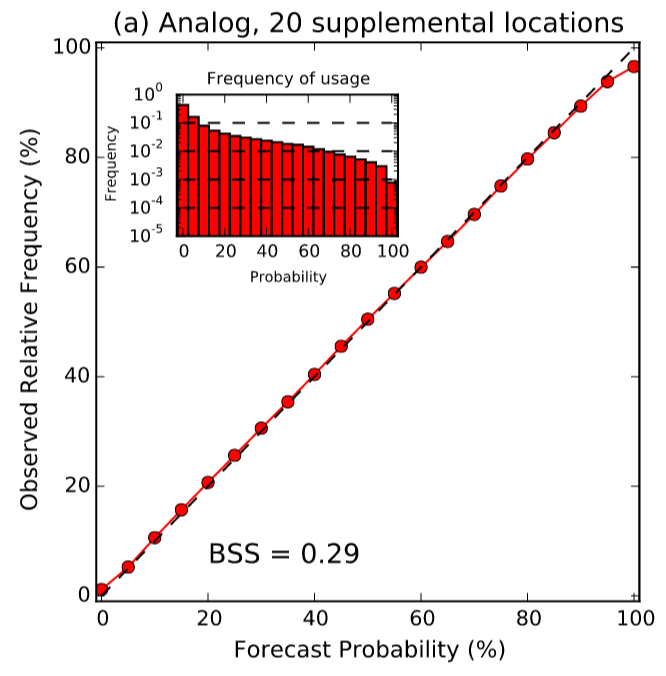 (a) Analog, 20 supplemental locations
100
80
60
40
20
0
Observed Relative Frequency (%)
Frequency of usage
10^0
10^-1
10^-2
10^-3
10^-4
10^-5
Frequency
0 20 40 60 80 100
Probability
BSS = 0.29
0 20 40 60 80 100
Forecast Probability (%)